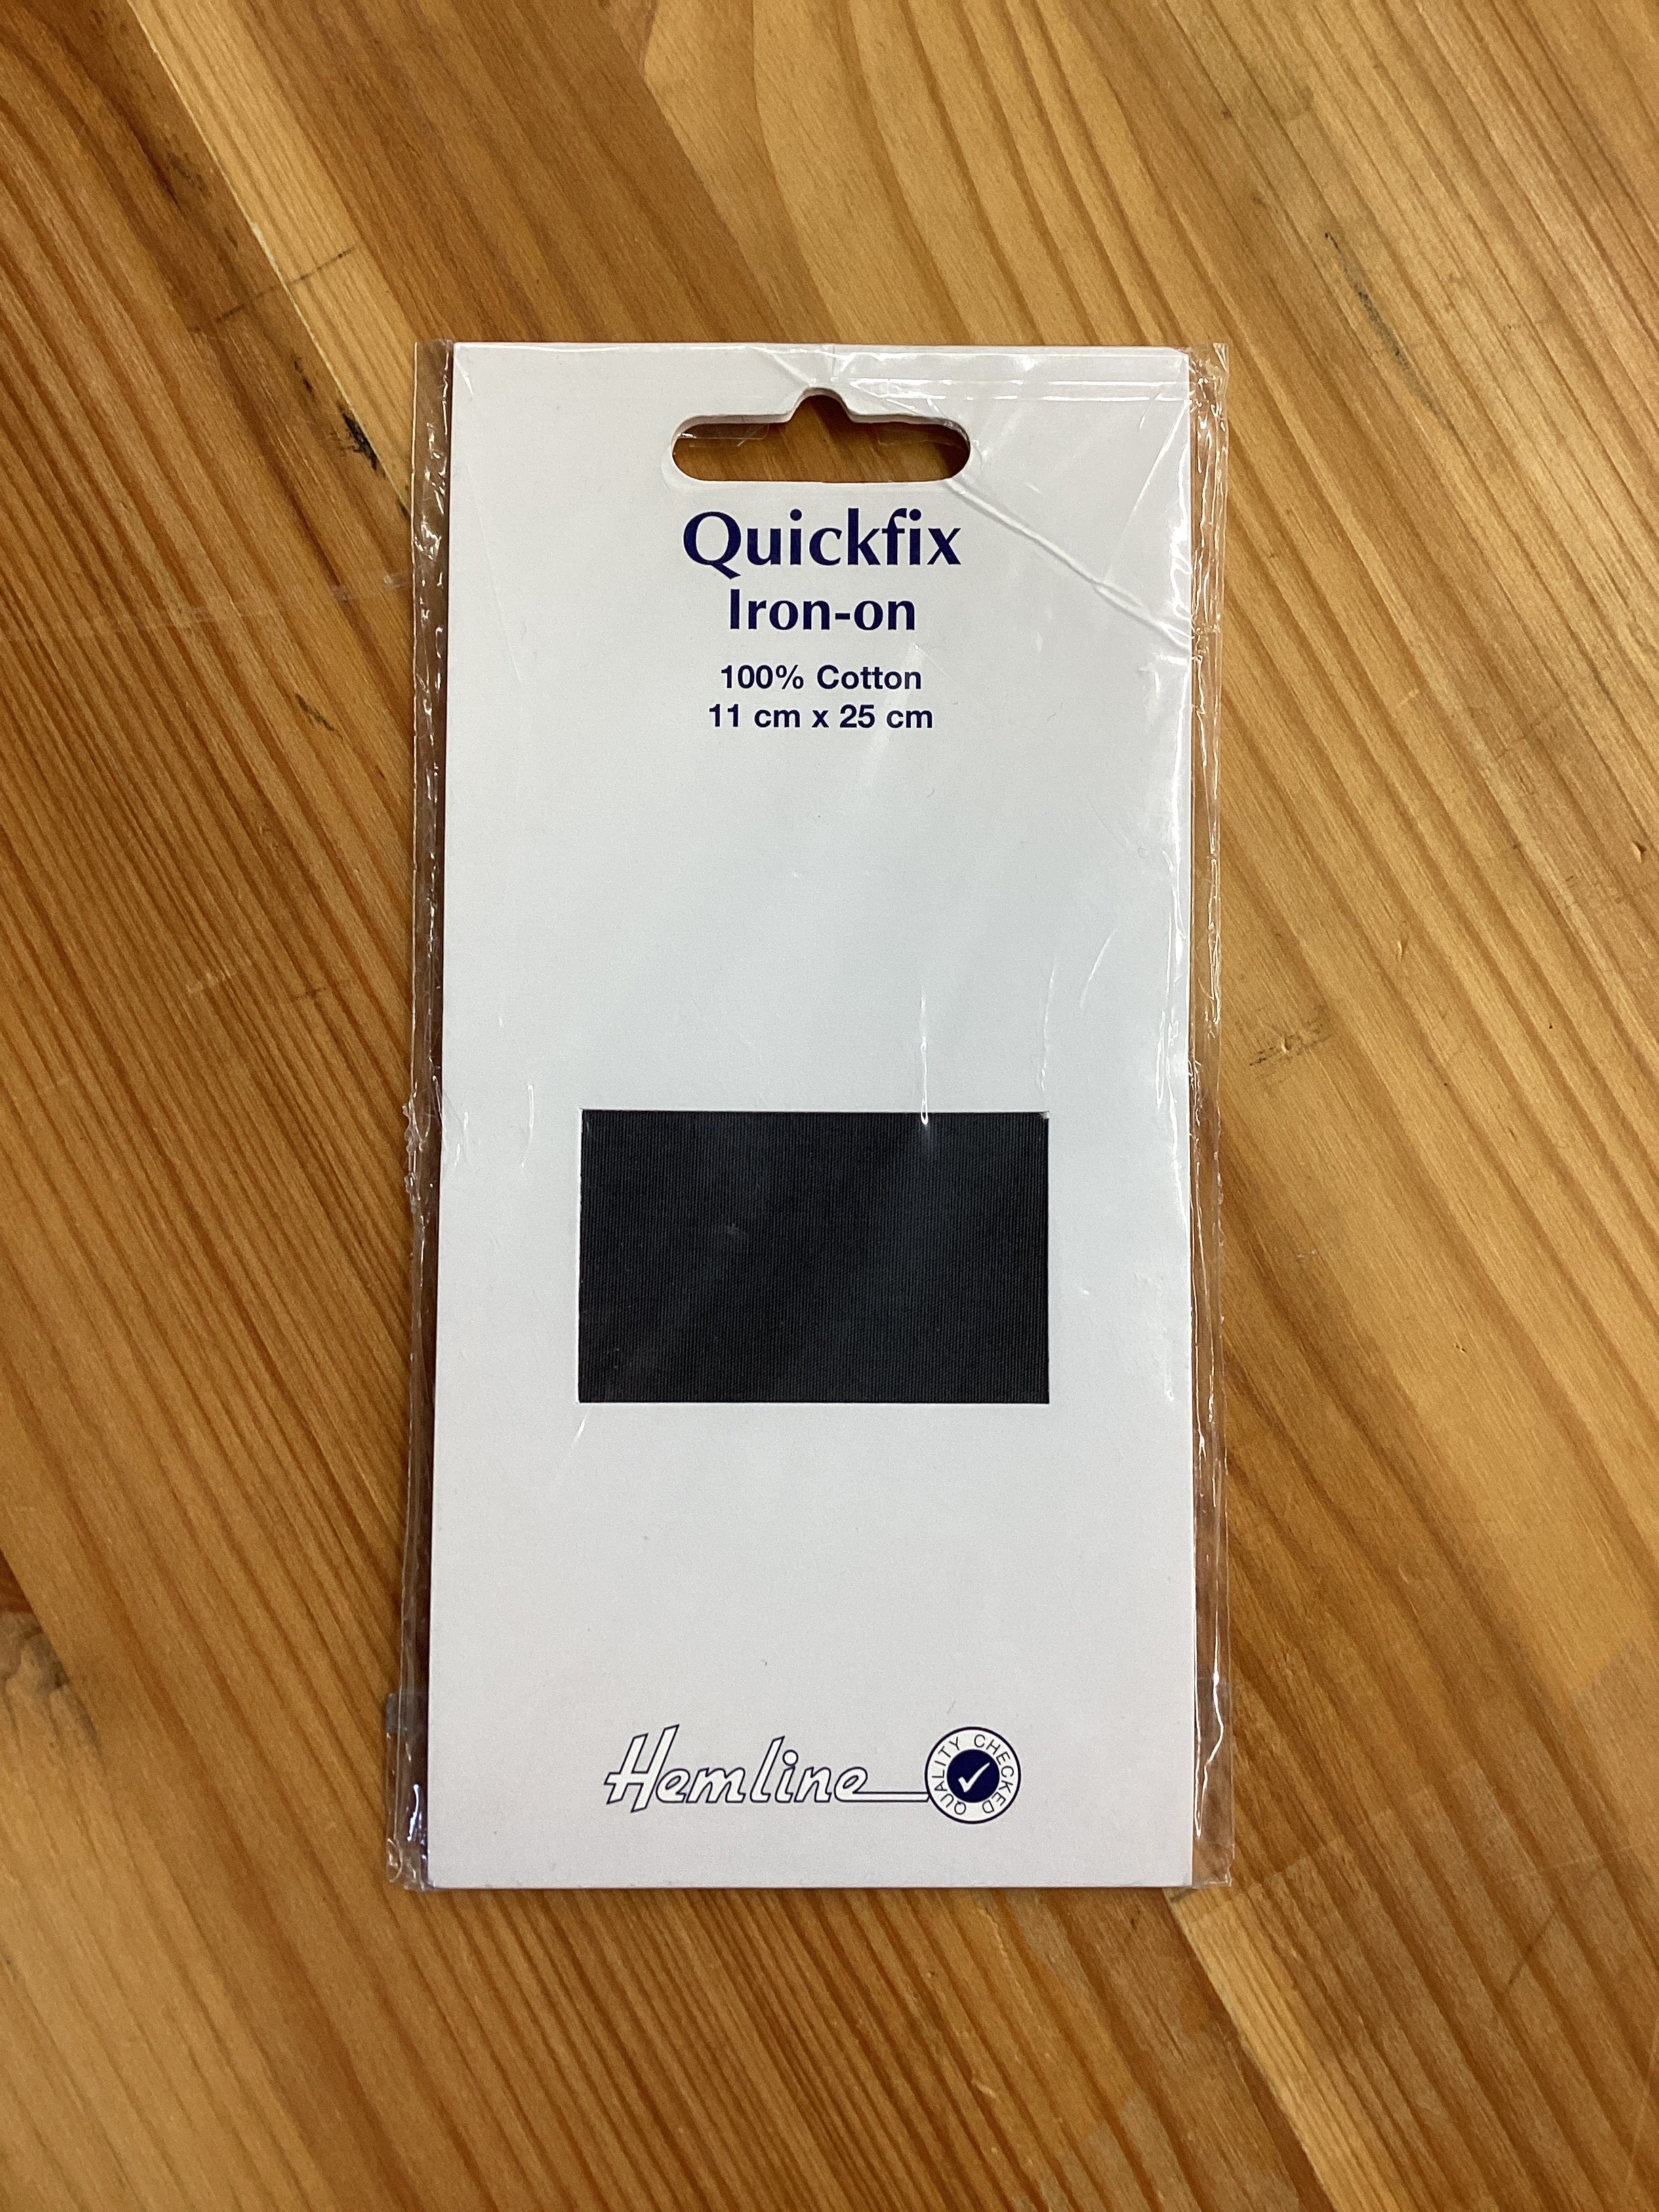 Quickfix
Iron-on
100% Cotton
11 cm x 25 cm
Hemline
QUALITY CHECKED